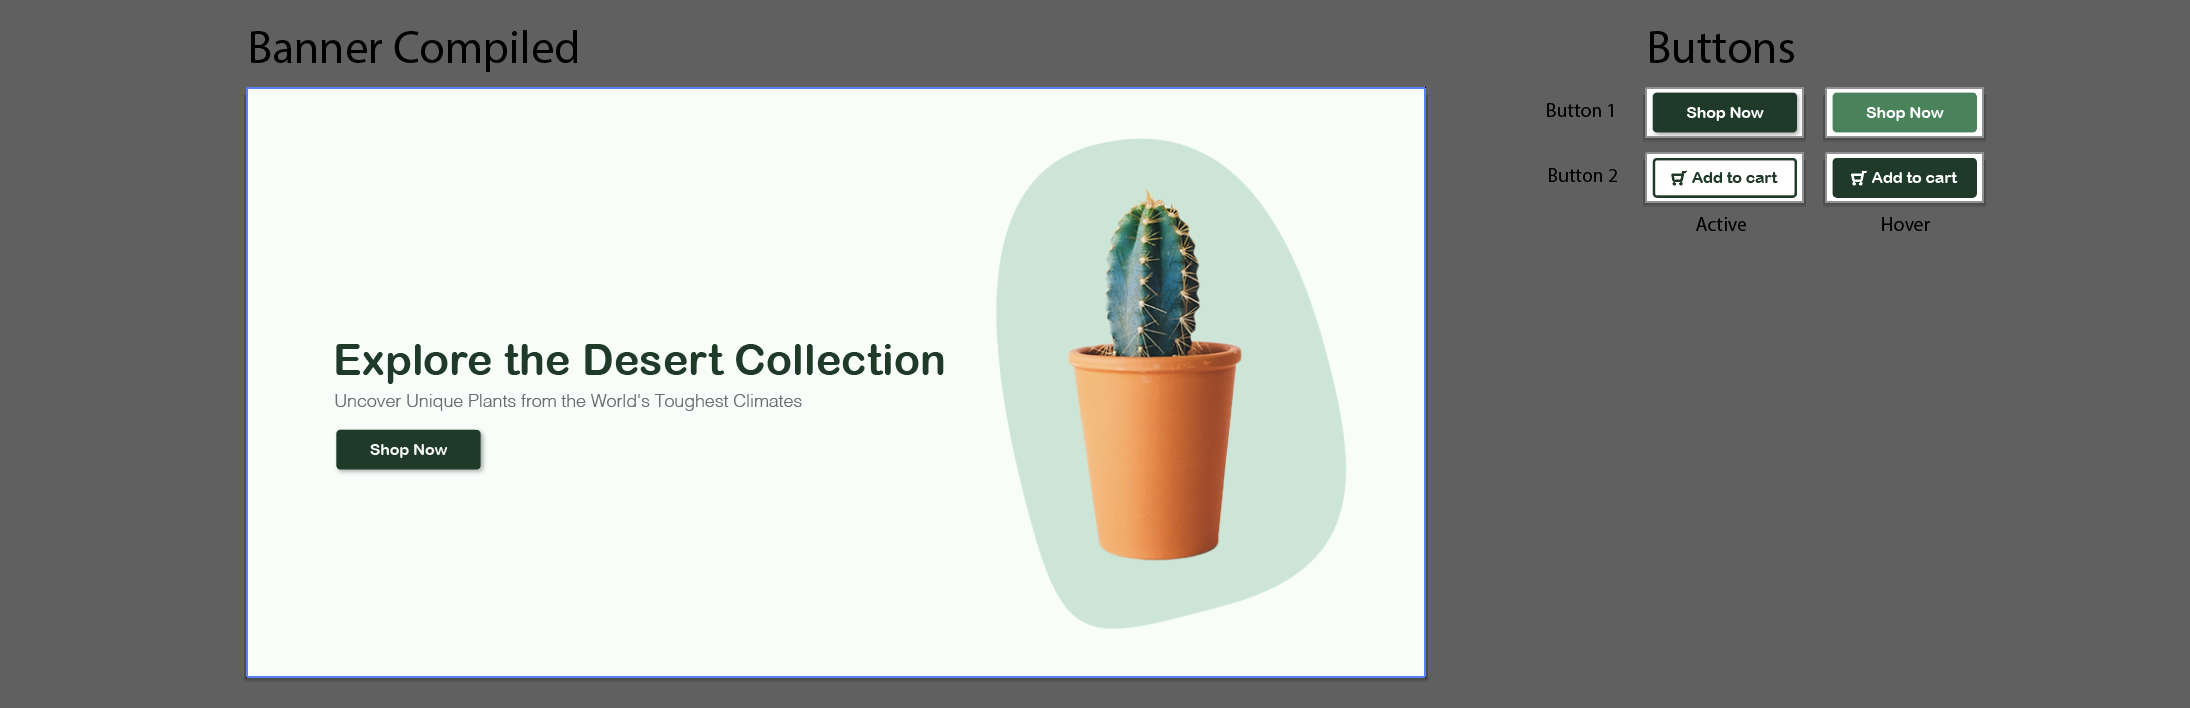 Banner Compiled
Explore the Desert Collection
Uncover Unique Plants from the World's Toughest Climates
Shop Now
Buttons
Button 1
Shop Now
Shop Now
Button 2
Add to cart
Add to cart
Active
Hover